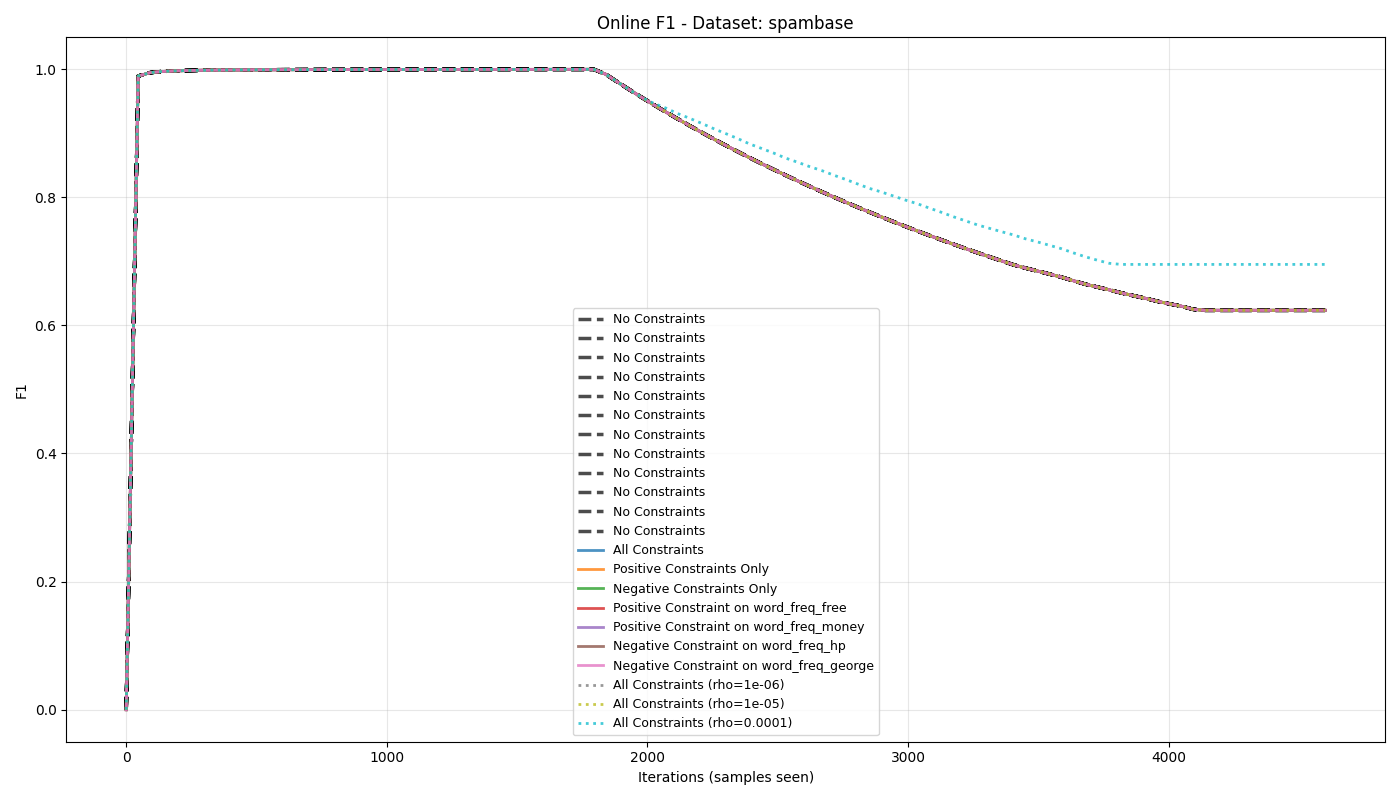 Online F1 - Dataset: spambase
F1
1.0
0.8
0.6
0.4
0.2
0.0
No Constraints
No Constraints
No Constraints
No Constraints
No Constraints
No Constraints
No Constraints
No Constraints
No Constraints
No Constraints
No Constraints
No Constraints
All Constraints
Positive Constraints Only
Negative Constraints Only
Positive Constraint on word_freq_free
Positive Constraint on word_freq_money
Negative Constraint on word_freq_hp
Negative Constraint on word_freq_george
All Constraints (rho=1e-06)
All Constraints (rho=1e-05)
All Constraints (rho=0.0001)
0 1000 2000 3000 4000
Iterations (samples seen)